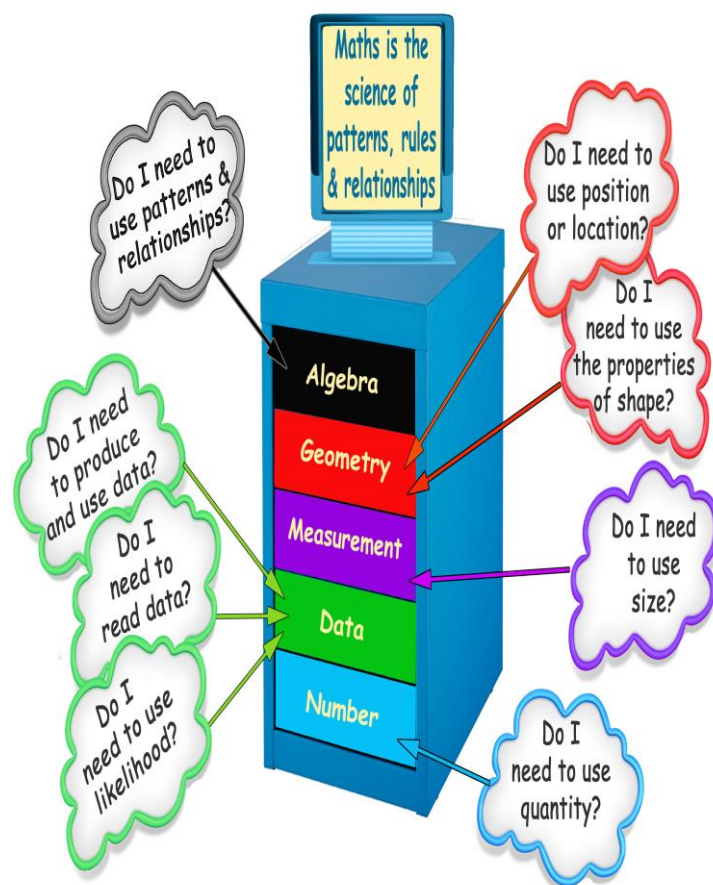 Maths is the
science of
patterns, rules
& relationships
Do I need to
use patterns &
relationships?
Do I need to
use position
or location?
Do I
need to use
the properties
of shape?
Algebra
Geometry
Measurement
Data
Number
Do I need
to produce
and use data?
Do I
need to
read data?
Do I
need to use
likelihood?
Do I need
to use
size?
Do I
need to use
quantity?